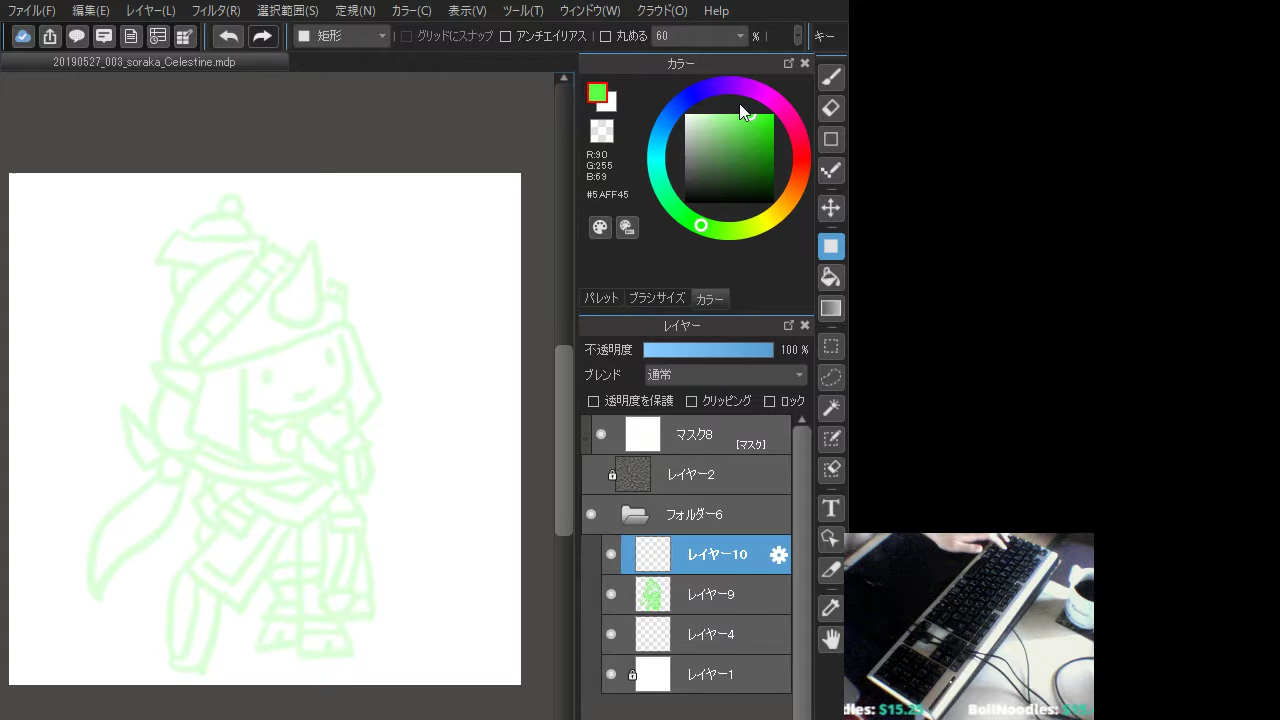 ファイル(F) 編集(E) レイヤー(L) フィルタ(R) 選択範囲(S) 定規(N) カラー(C) 表示(V) ツール(T) ウィンドウ(W) クラウド(O) Help
矩形 グリッドにスナップ アンチエイリアス 丸める 60 % キー
20190527_003_soraka_Celestine.mdp
カラー
R:90
G:255
B:69
#5AFF45
パレット ブラシサイズ カラー
レイヤー
不透明度 100 %
ブレンド 通常
透明度を保護 クリッピング ロック
マスク8
[マスク]
レイヤー2
フォルダー6
レイヤー10
レイヤー9
レイヤー4
レイヤー1
T
BollNoodles: